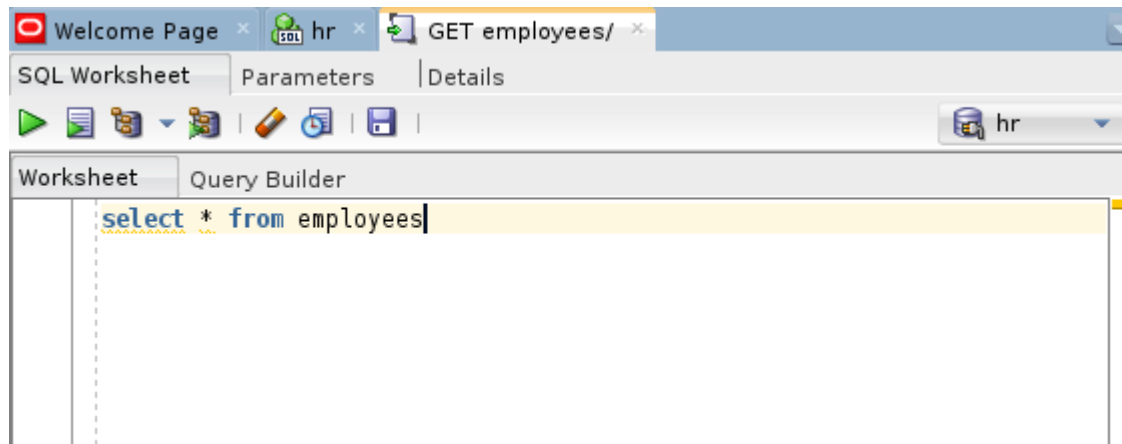 Welcome Page hr GET employees/
SQL Worksheet Parameters Details
hr
Worksheet Query Builder
select * from employees